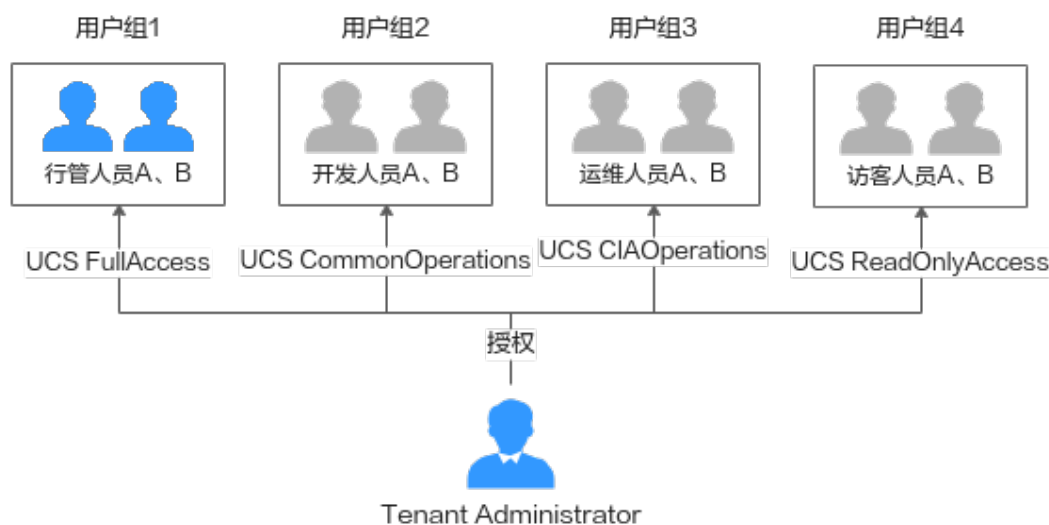 用户组1
用户组2
用户组3
用户组4
行管人员A、B
开发人员A、B
运维人员A、B
访客人员A、B
UCS FullAccess
UCS CommonOperations
UCS CIAOperations
UCS ReadOnlyAccess
授权
Tenant Administrator